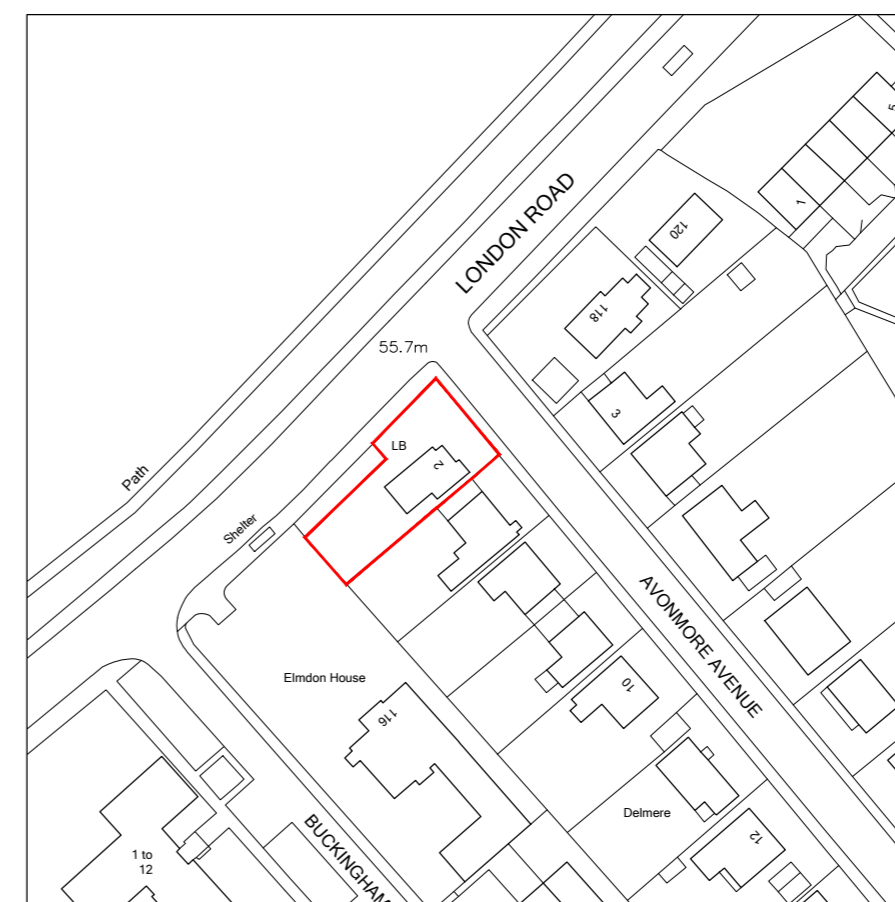 5
1
LONDON ROAD
120
118
55.7m
3
LB
2
Path
Shelter
AVONMORE AVENUE
Elmdon House
10
116
Delmere
12
BUCKINGHAM
1 to
12